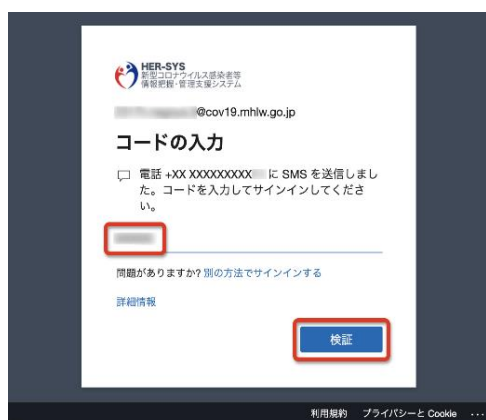 HER-SYS
新型コロナウイルス感染者等
情報把握・管理支援システム
@cov19.mhlw.go.jp
コードの入力
電話 +XX XXXXXXXXX に SMS を送信しまし
た。コードを入力してサインインしてくださ
い。
問題がありますか? 別の方法でサインインする
詳細情報
検証
利用規約 プライバシーと Cookie ...